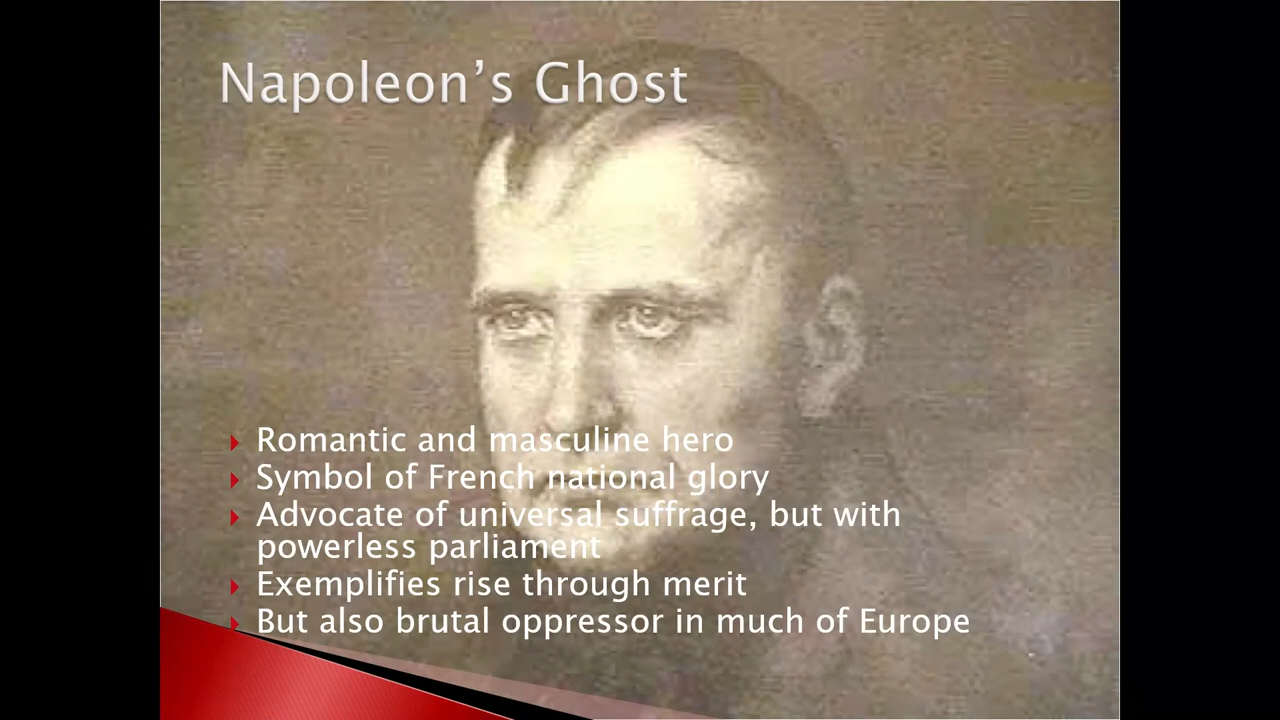 Napoleon’s Ghost
Romantic and masculine hero
Symbol of French national glory
Advocate of universal suffrage, but with
powerless parliament
Exemplifies rise through merit
But also brutal oppressor in much of Europe